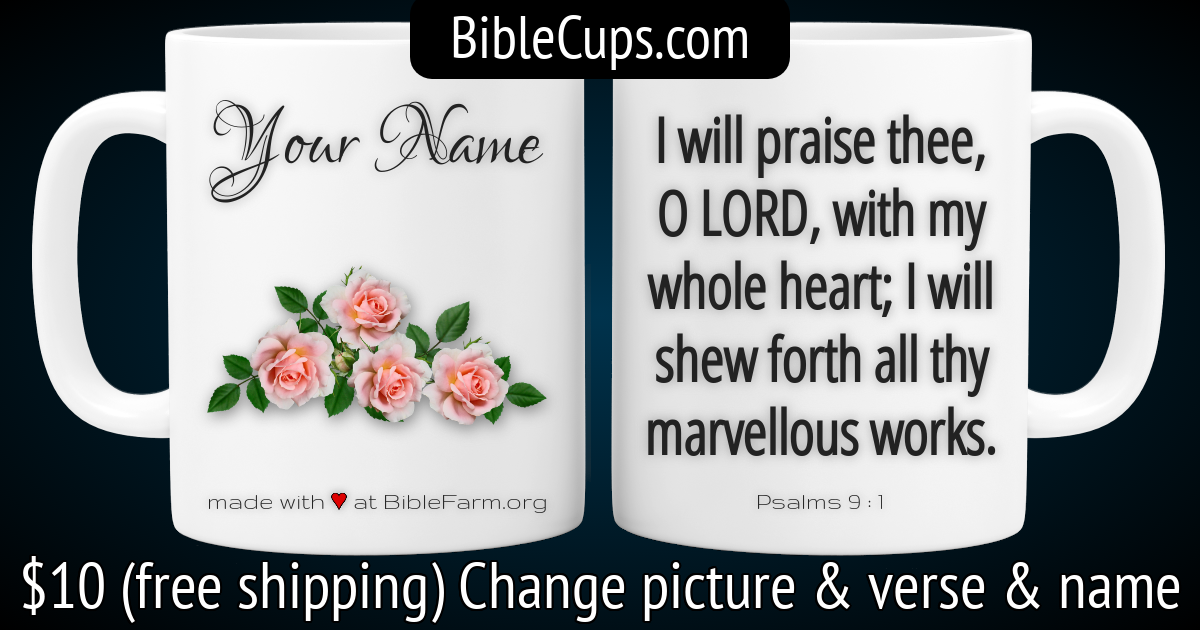 BibleCups.com
Your Name
made with ♥ at BibleFarm.org
I will praise thee,
O LORD, with my
whole heart; I will
shew forth all thy
marvellous works.
Psalms 9 : 1
$10 (free shipping) Change picture & verse & name